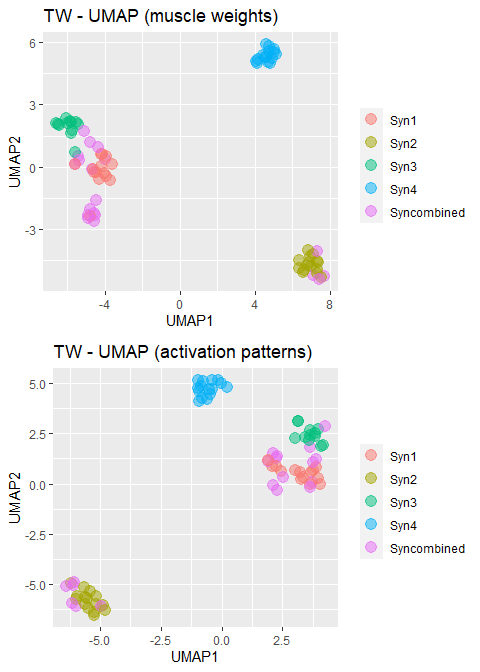 TW - UMAP (muscle weights)
6
3
0
-3
UMAP2
-4
0
4
8
UMAP1
Syn1
Syn2
Syn3
Syn4
Syncombined
TW - UMAP (activation patterns)
5.0
2.5
0.0
-2.5
-5.0
UMAP2
-5.0
-2.5
0.0
2.5
UMAP1
Syn1
Syn2
Syn3
Syn4
Syncombined